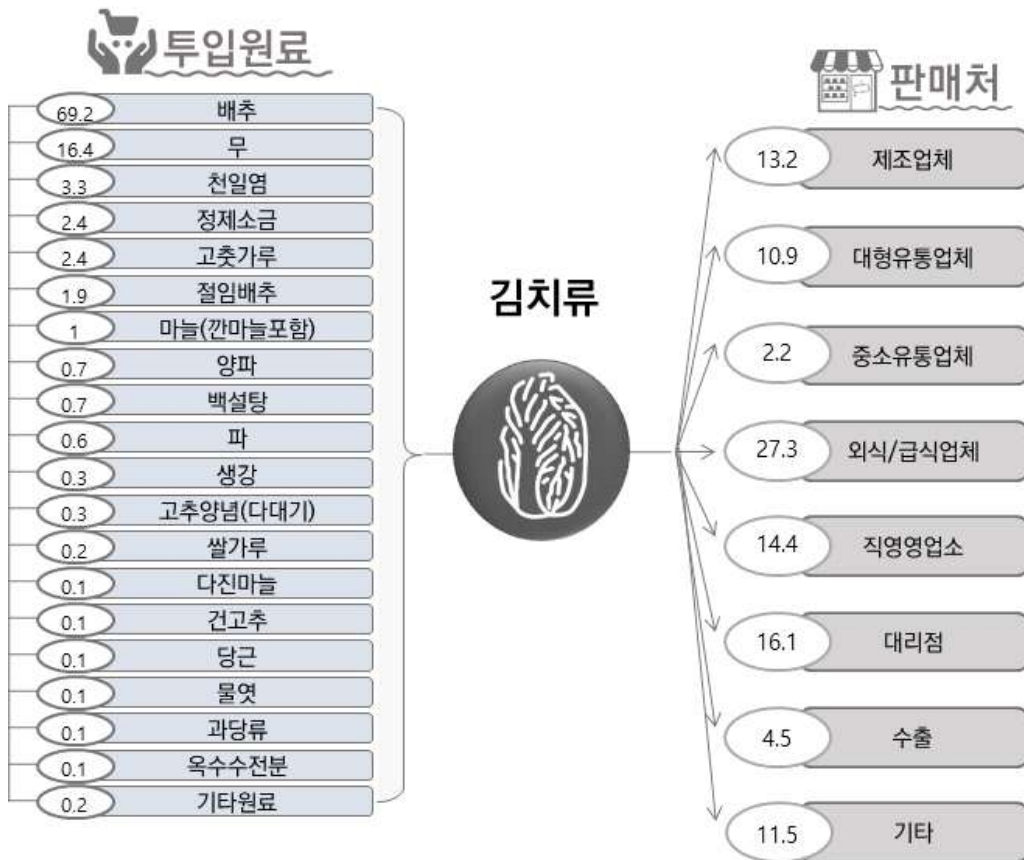 투입원료
69.2 배추
16.4 무
3.3 천일염
2.4 정제소금
2.4 고춧가루
1.9 절임배추
1 마늘(깐마늘포함)
0.7 양파
0.7 백설탕
0.6 파
0.3 생강
0.3 고추양념(다대기)
0.2 쌀가루
0.1 다진마늘
0.1 건고추
0.1 당근
0.1 물엿
0.1 과당류
0.1 옥수수전분
0.2 기타원료
김치류
판매처
13.2 제조업체
10.9 대형유통업체
2.2 중소유통업체
27.3 외식/급식업체
14.4 직영영업소
16.1 대리점
4.5 수출
11.5 기타